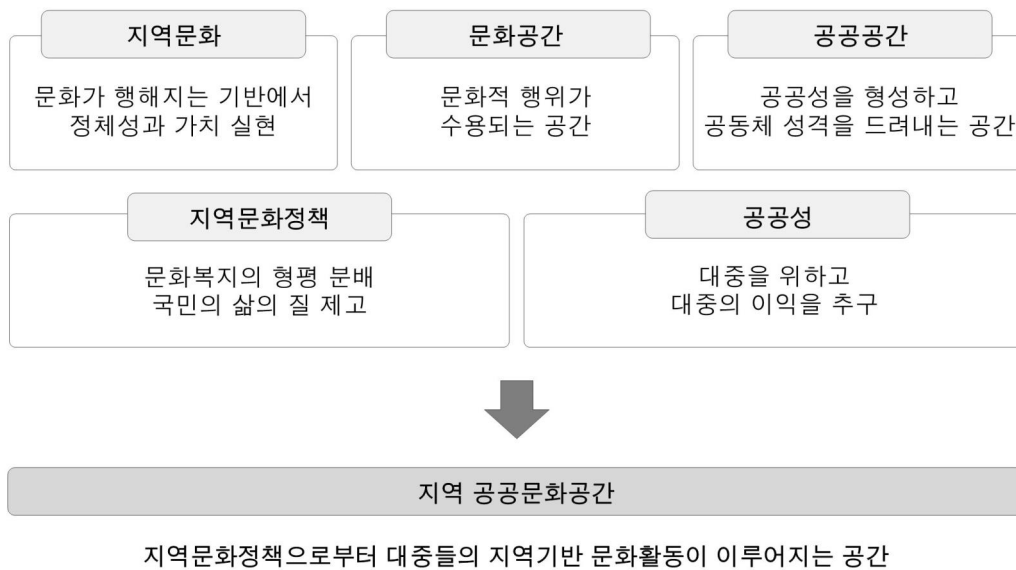 지역문화
문화가 행해지는 기반에서
정체성과 가치 실현
문화공간
문화적 행위가
수용되는 공간
공공공간
공공성을 형성하고
공동체 성격을 드려내는 공간
지역문화정책
문화복지의 형평 분배
국민의 삶의 질 제고
공공성
대중을 위하고
대중의 이익을 추구
지역 공공문화공간
지역문화정책으로부터 대중들의 지역기반 문화활동이 이루어지는 공간